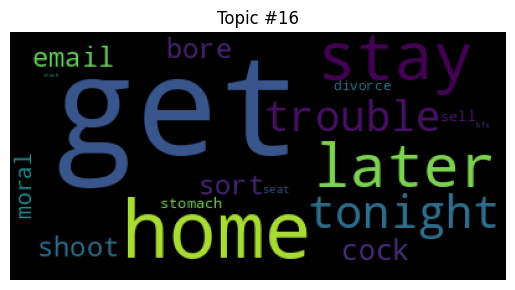 Topic #16
email
bore
stay
divorce
get
trouble
sell
bfs
later
moral
sort
seat
stomach
home
tonight
shoot
cock